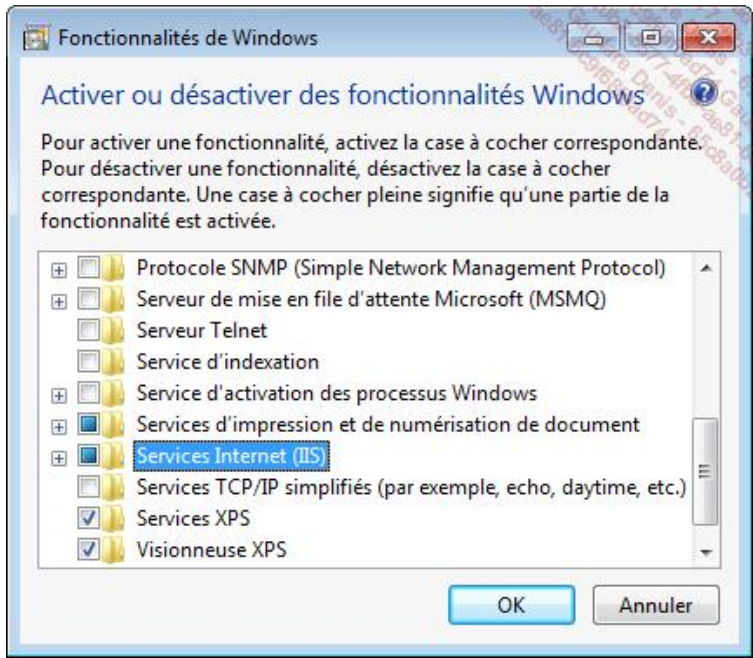 Fonctionnalités de Windows
Activer ou désactiver des fonctionnalités Windows
Pour activer une fonctionnalité, activez la case à cocher correspondante.
Pour désactiver une fonctionnalité, désactivez la case à cocher
correspondante. Une case à cocher pleine signifie qu'une partie de la
fonctionnalité est activée.
Protocole SNMP (Simple Network Management Protocol)
Serveur de mise en file d'attente Microsoft (MSMQ)
Serveur Telnet
Service d'indexation
Service d'activation des processus Windows
Services d'impression et de numérisation de document
Services Internet (IIS)
Services TCP/IP simplifiés (par exemple, echo, daytime, etc.)
Services XPS
Visionneuse XPS
OK
Annuler